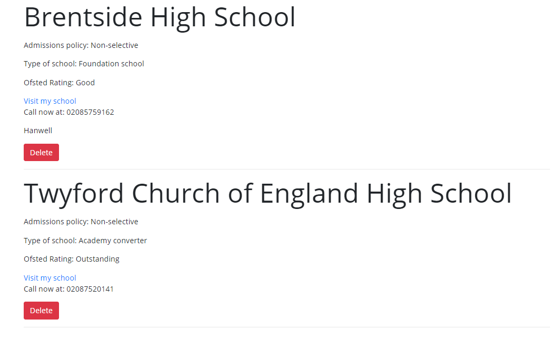 Brentside High School
Admissions policy: Non-selective
Type of school: Foundation school
Ofsted Rating: Good
Visit my school
Call now at: 02085759162
Hanwell
Delete
Twyford Church of England High School
Admissions policy: Non-selective
Type of school: Academy converter
Ofsted Rating: Outstanding
Visit my school
Call now at: 02087520141
Delete